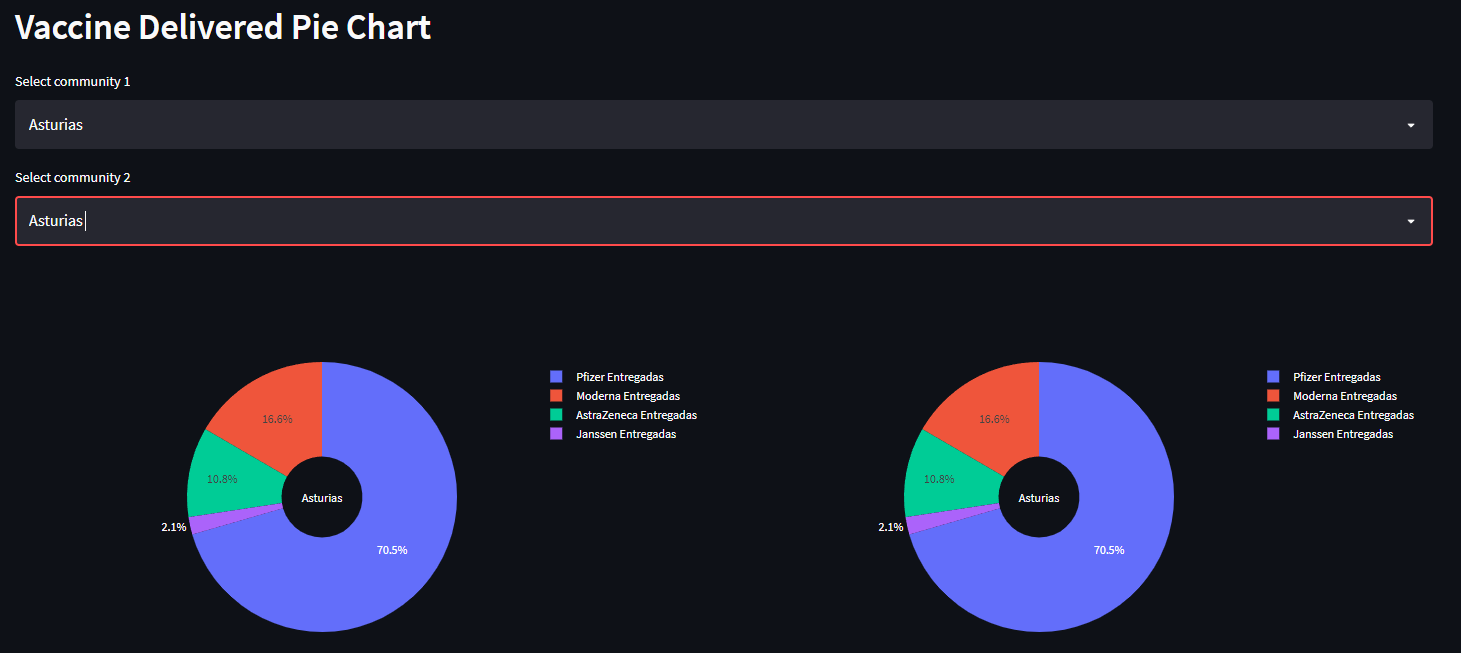 Vaccine Delivered Pie Chart
Select community 1
Asturias
Select community 2
Asturias
Pfizer Entregadas
Moderna Entregadas
AstraZeneca Entregadas
Janssen Entregadas
16.6%
10.8%
Asturias
2.1%
70.5%
Pfizer Entregadas
Moderna Entregadas
AstraZeneca Entregadas
Janssen Entregadas
16.6%
10.8%
Asturias
2.1%
70.5%